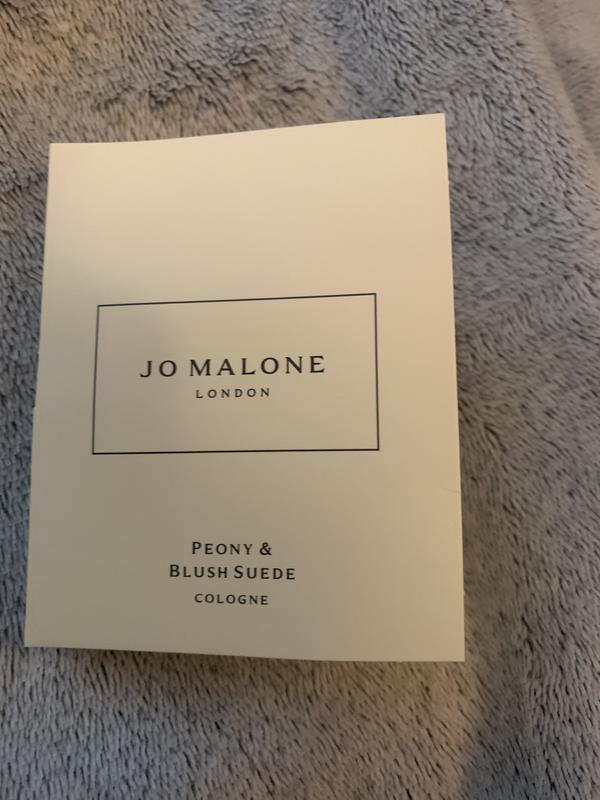 JO MALONE
LONDON
PEONY &
BLUSH SUEDE
COLOGNE